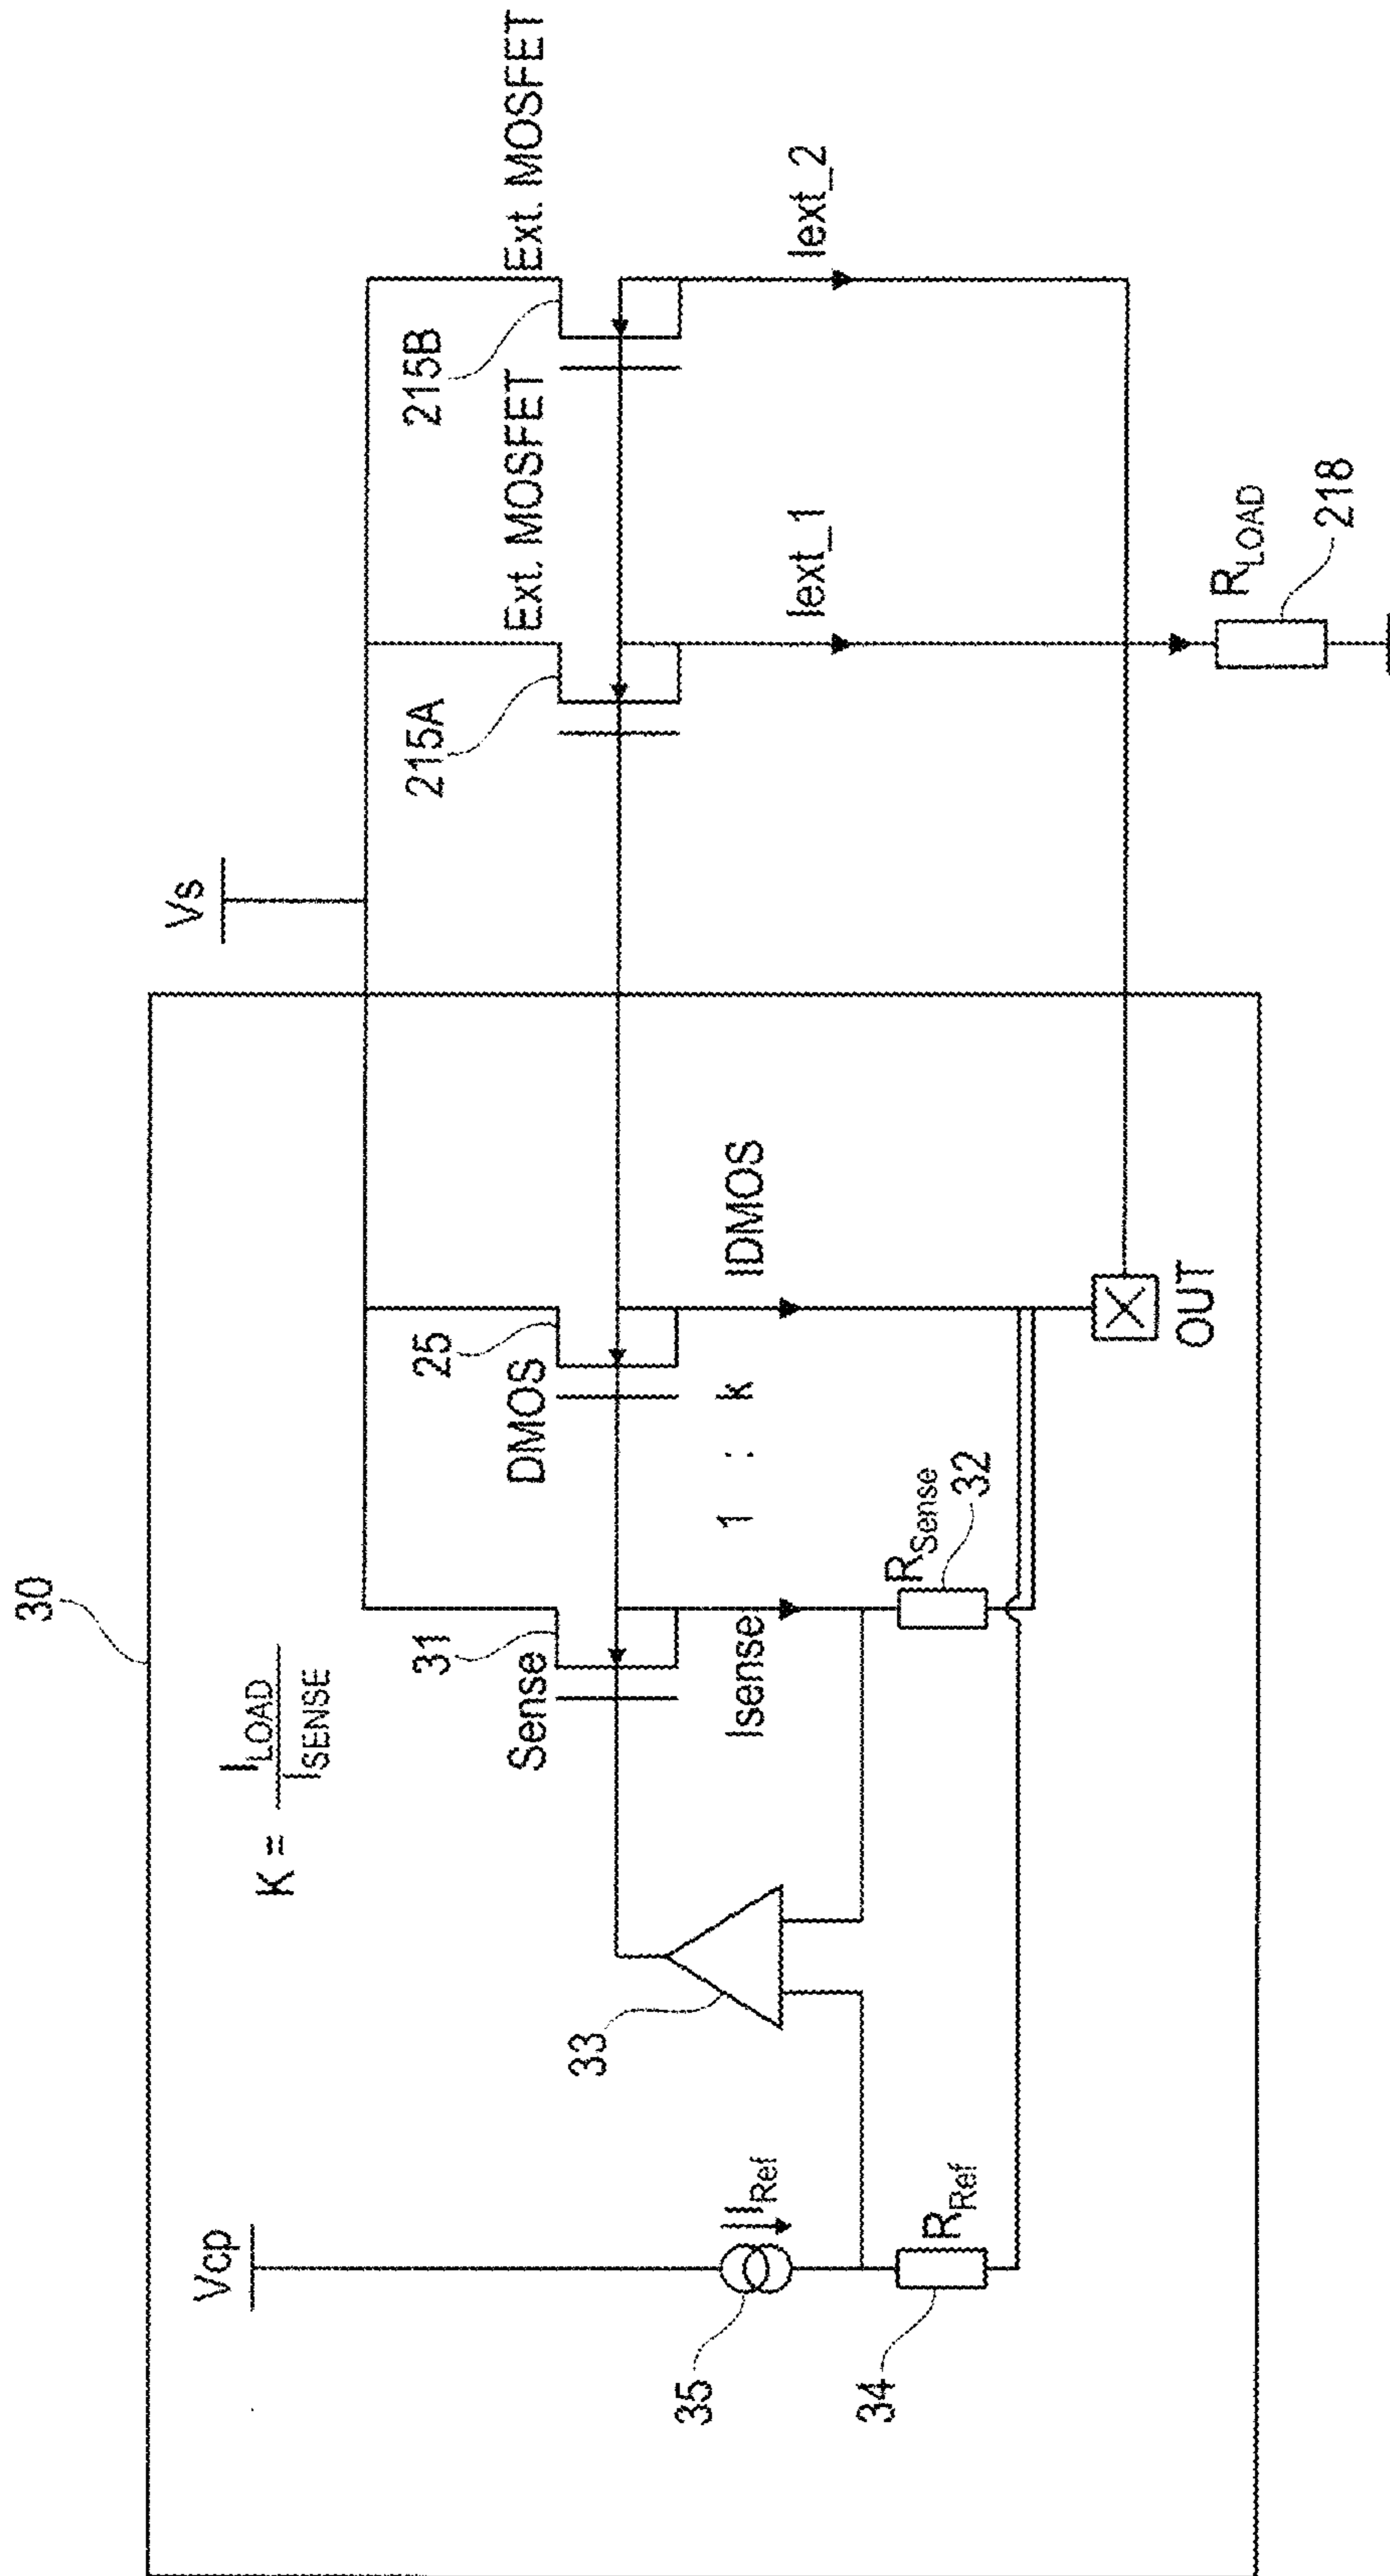 30
K = I_LOAD / I_SENSE
Vcp
Vs
Sense
31
DMOS
25
215A
Ext. MOSFET
215B
Ext. MOSFET
33
35
I_Ref
Isense
1 : k
IDMOS
Iext_1
Iext_2
34
R_Ref
R_Sense
32
OUT
R_LOAD
218